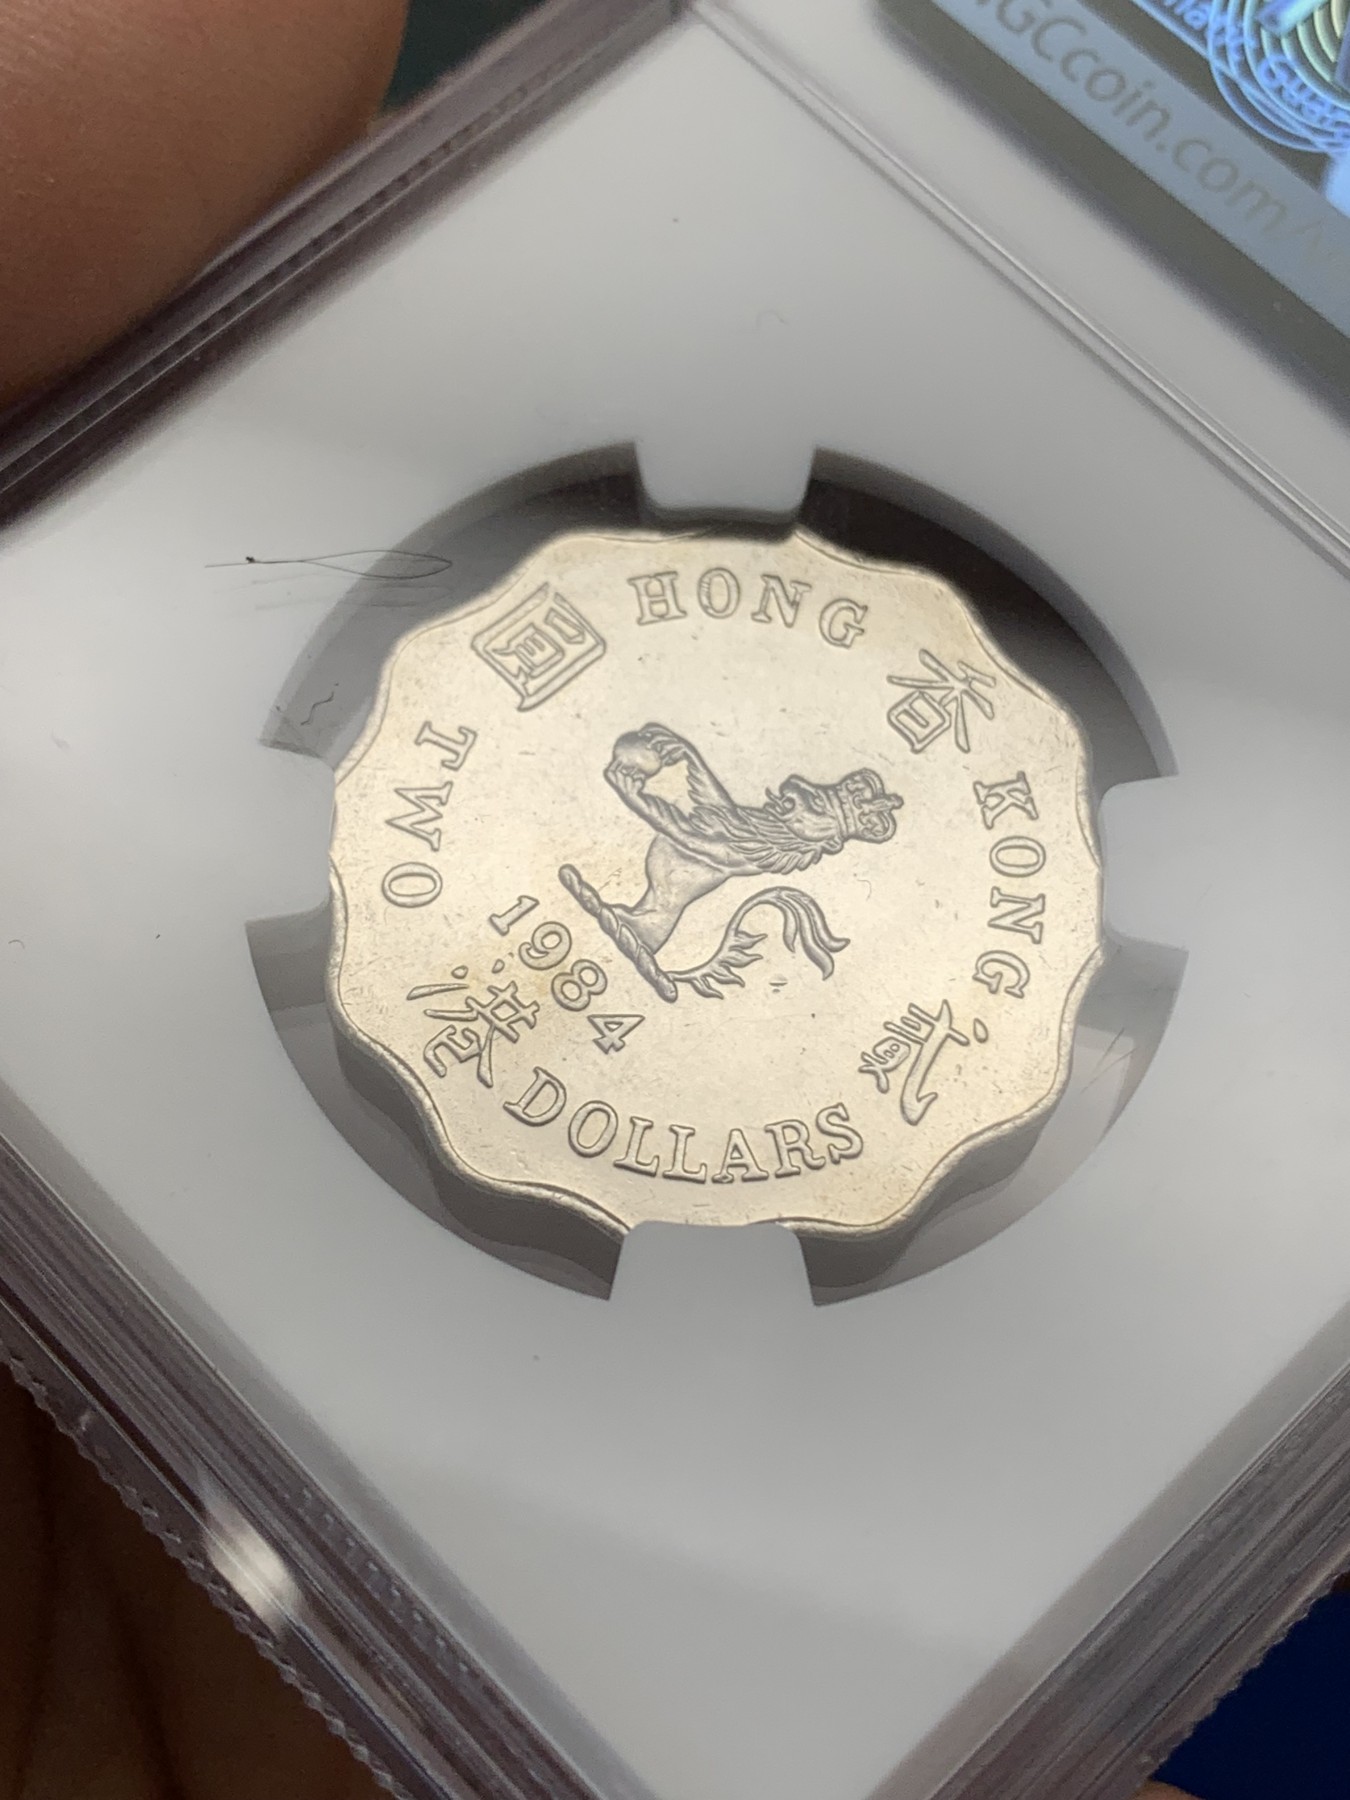 NGCcoin.com
HONG KONG
香 港 貳 圓
TWO DOLLARS
1984